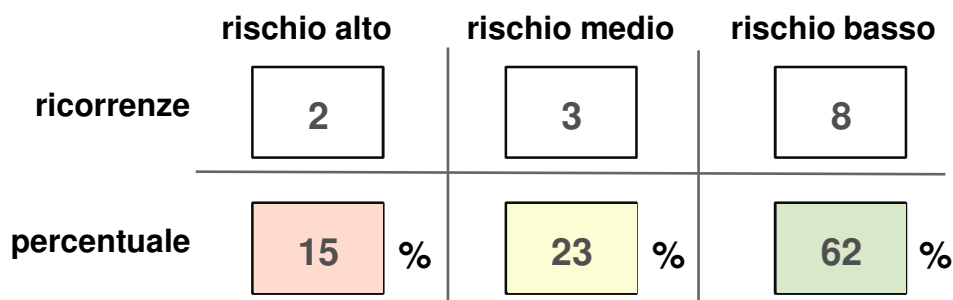 rischio alto rischio medio rischio basso
ricorrenze 2 3 8
percentuale 15 % 23 % 62 %